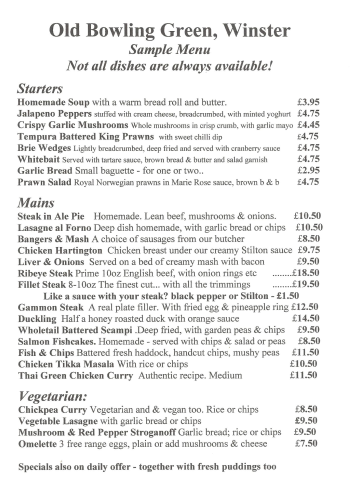 Old Bowling Green, Winster
Sample Menu
Not all dishes are always available!
Starters
Homemade Soup with a warm bread roll and butter. £3.95
Jalapeno Peppers stuffed with cream cheese, breadcrumbed, with minted yoghurt £4.75
Crispy Garlic Mushrooms Whole mushrooms in crisp crumb, with garlic mayo £4.45
Tempura Battered King Prawns with sweet chilli dip £4.75
Brie Wedges Lightly breadcrumbed, deep fried and served with cranberry sauce £4.75
Whitebait Served with tartare sauce, brown bread & butter and salad garnish £4.75
Garlic Bread Small baguette - for one or two.. £2.95
Prawn Salad Royal Norwegian prawns in Marie Rose sauce, brown b & b £4.75
Mains
Steak in Ale Pie Homemade. Lean beef, mushrooms & onions. £10.50
Lasagne al Forno Deep dish homemade, with garlic bread or chips £10.50
Bangers & Mash A choice of sausages from our butcher £8.50
Chicken Hartington Chicken breast under our creamy Stilton sauce £9.75
Liver & Onions Served on a bed of creamy mash with bacon £9.50
Ribeye Steak Prime 10oz English beef, with onion rings etc ........£18.50
Fillet Steak 8-10oz The finest cut... with all the trimmings ........£19.50
Like a sauce with your steak? black pepper or Stilton - £1.50
Gammon Steak A real plate filler. With fried egg & pineapple ring £12.50
Duckling Half a honey roasted duck with orange sauce £14.50
Wholetail Battered Scampi .Deep fried, with garden peas & chips £9.50
Salmon Fishcakes. Homemade - served with chips & salad or peas £8.50
Fish & Chips Battered fresh haddock, handcut chips, mushy peas £11.50
Chicken Tikka Masala With rice or chips £10.50
Thai Green Chicken Curry Authentic recipe. Medium £11.50
Vegetarian:
Chickpea Curry Vegetarian and & vegan too. Rice or chips £8.50
Vegetable Lasagne with garlic bread or chips £9.50
Mushroom & Red Pepper Stroganoff Garlic bread; rice or chips £9.50
Omelette 3 free range eggs, plain or add mushrooms & cheese £7.50
Specials also on daily offer - together with fresh puddings too